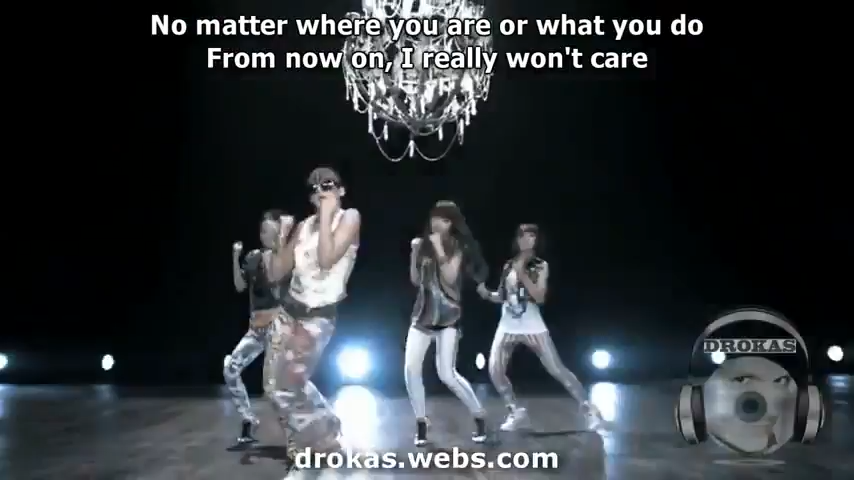 No matter where you are or what you do
From now on, I really won't care
DROKAS
drokas.webs.com